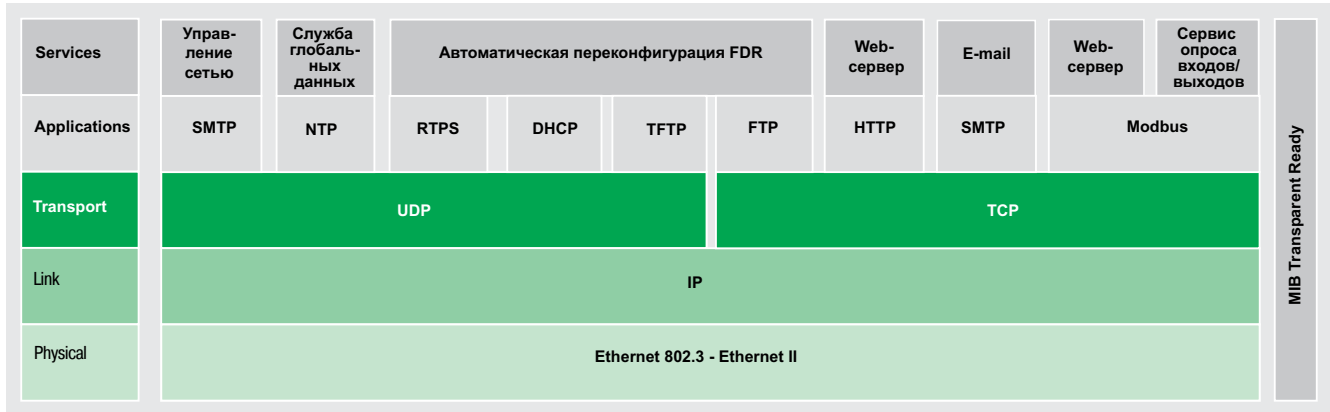 Services
Управ-
ление
сетью
Служба
глобаль-
ных
данных
Автоматическая переконфигурация FDR
Web-
сервер
E-mail
Web-
сервер
Сервис
опроса
входов/
выходов
Applications
SMTP
NTP
RTPS
DHCP
TFTP
FTP
HTTP
SMTP
Modbus
Transport
UDP
TCP
Link
IP
Physical
Ethernet 802.3 - Ethernet II
MIB Transparent Ready